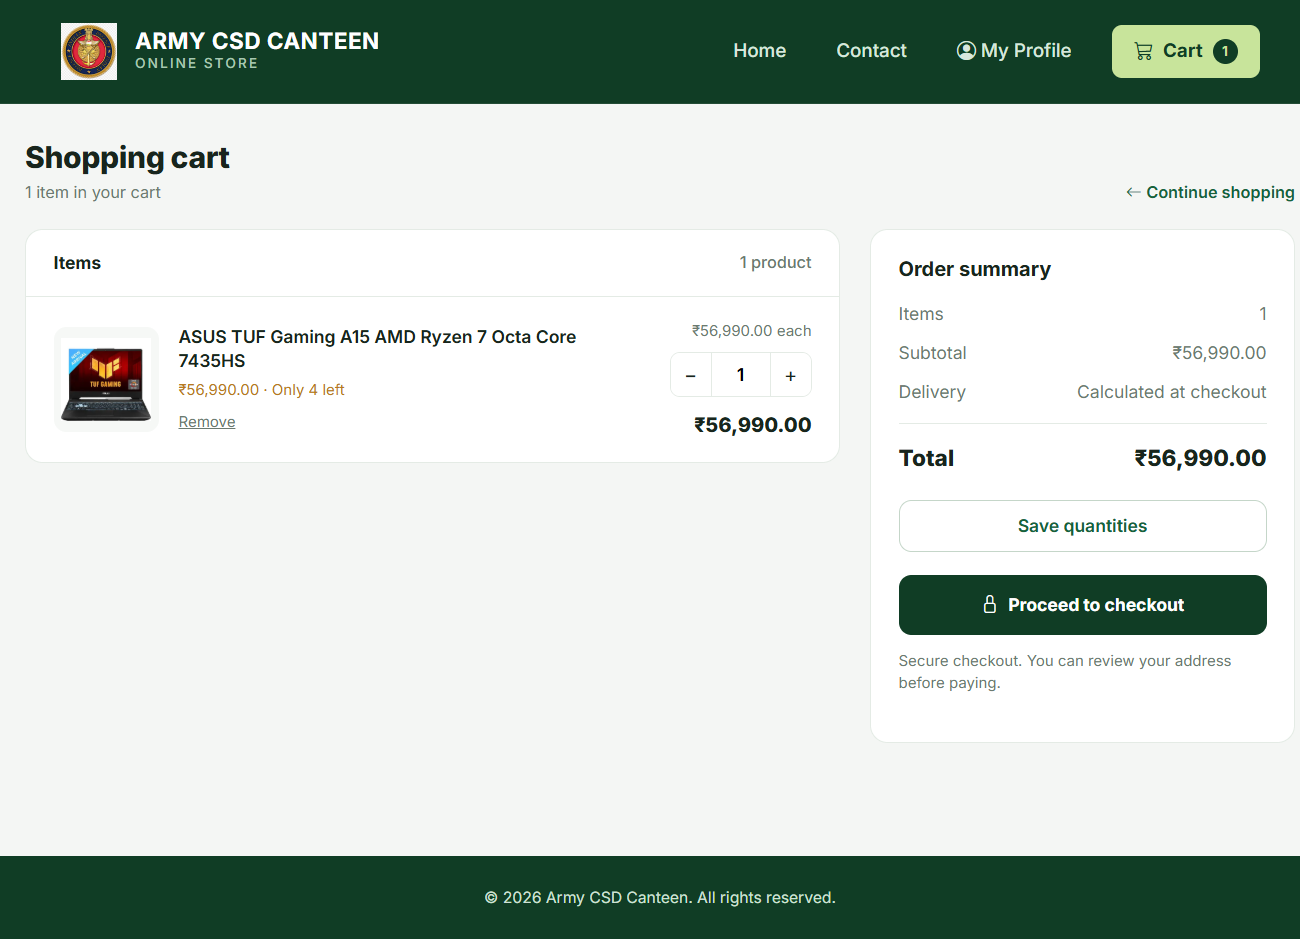 ARMY CSD CANTEEN
ONLINE STORE
Home
Contact
My Profile
Cart 1
Shopping cart
1 item in your cart
← Continue shopping
Items
1 product
TUF GAMING
ASUS TUF Gaming A15 AMD Ryzen 7 Octa Core
7435HS
₹56,990.00 · Only 4 left
Remove
₹56,990.00 each
− 1 +
₹56,990.00
Order summary
Items 1
Subtotal ₹56,990.00
Delivery Calculated at checkout
Total ₹56,990.00
Save quantities
Proceed to checkout
Secure checkout. You can review your address
before paying.
© 2026 Army CSD Canteen. All rights reserved.